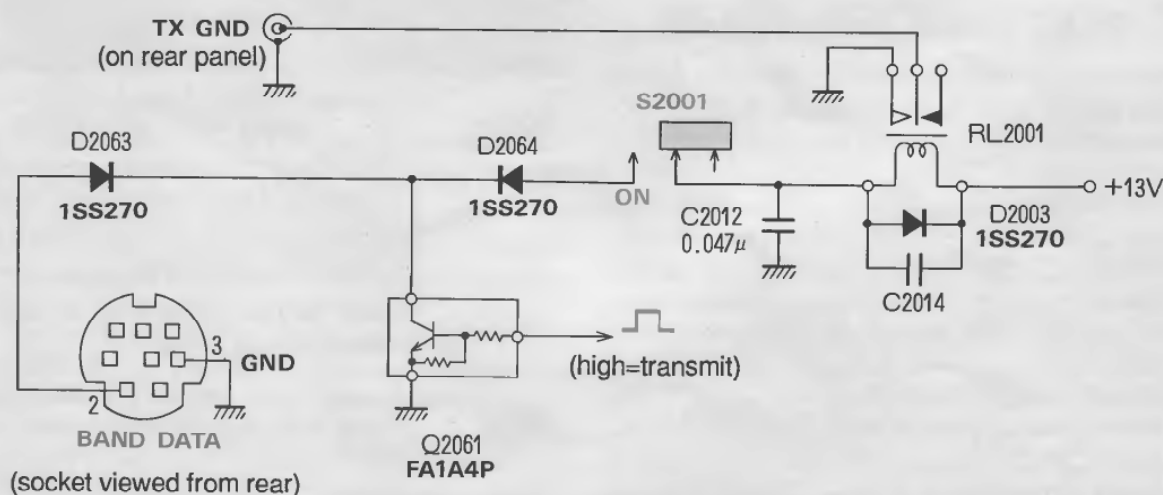 TX GND
(on rear panel)
S2001
RL2001
D2063
1SS270
D2064
1SS270
ON
C2012
0.047μ
+13V
D2003
1SS270
C2014
3
GND
2
BAND DATA
(high=transmit)
Q2061
FA1A4P
(socket viewed from rear)